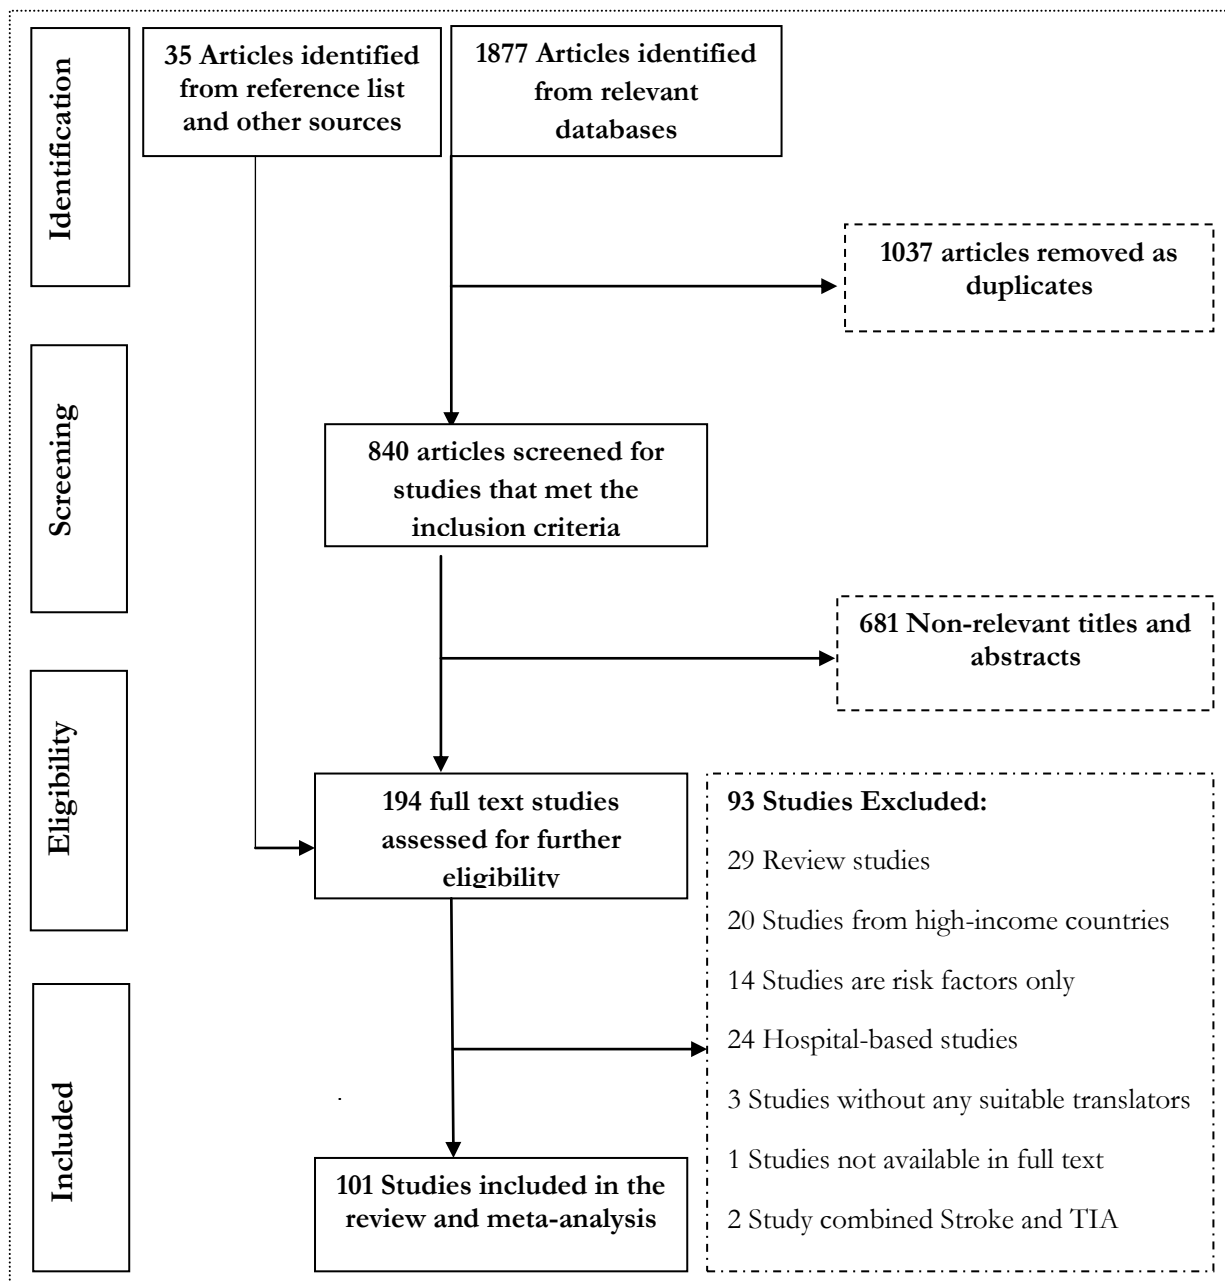 Identification
35 Articles identified
from reference list
and other sources
1877 Articles identified
from relevant
databases
1037 articles removed as
duplicates
Screening
840 articles screened for
studies that met the
inclusion criteria
681 Non-relevant titles and
abstracts
Eligibility
194 full text studies
assessed for further
eligibility
93 Studies Excluded:
29 Review studies
20 Studies from high-income countries
14 Studies are risk factors only
24 Hospital-based studies
3 Studies without any suitable translators
1 Studies not available in full text
2 Study combined Stroke and TIA
Included
101 Studies included in the
review and meta-analysis